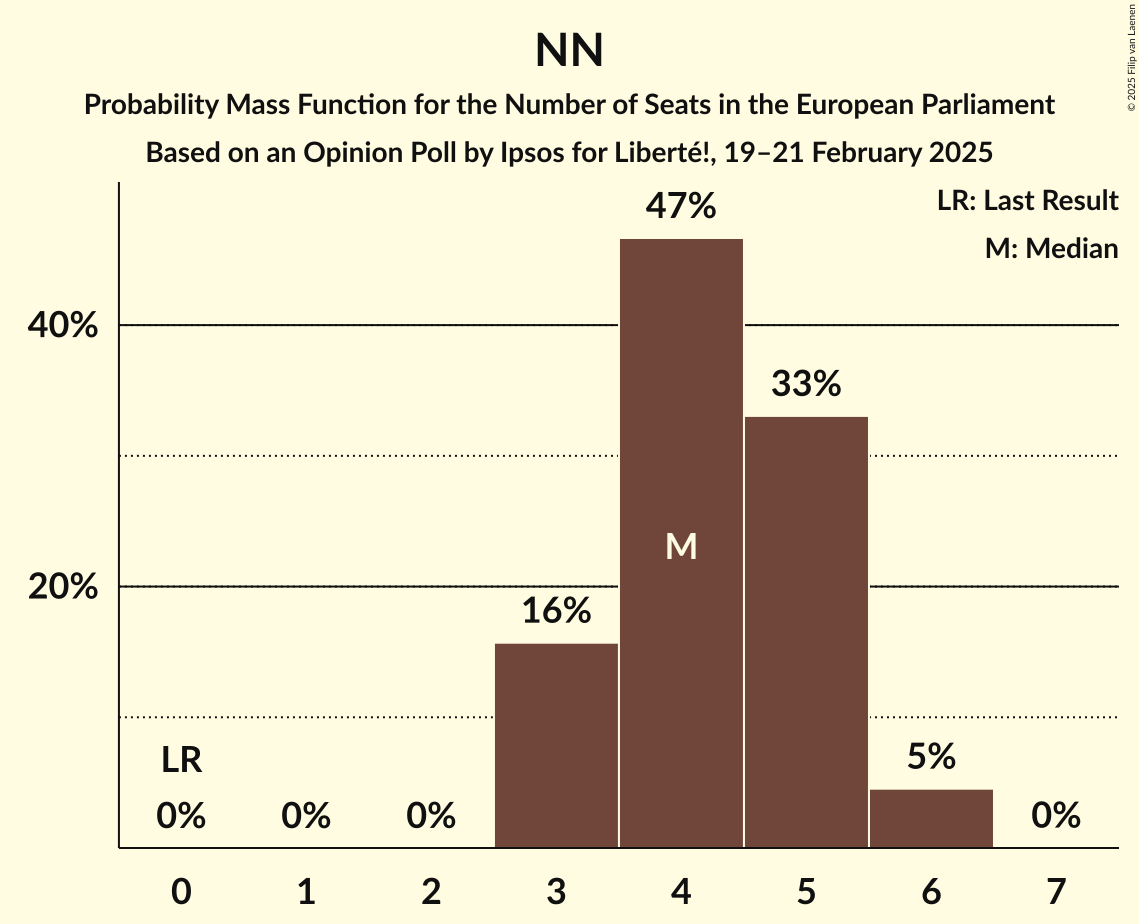 NN
Probability Mass Function for the Number of Seats in the European Parliament
Based on an Opinion Poll by Ipsos for Liberté!, 19–21 February 2025
© 2025 Filip van Laenen
LR: Last Result
M: Median
47%
40%
33%
M
20%
16%
LR
5%
0%
0%
0%
0%
0
1
2
3
4
5
6
7